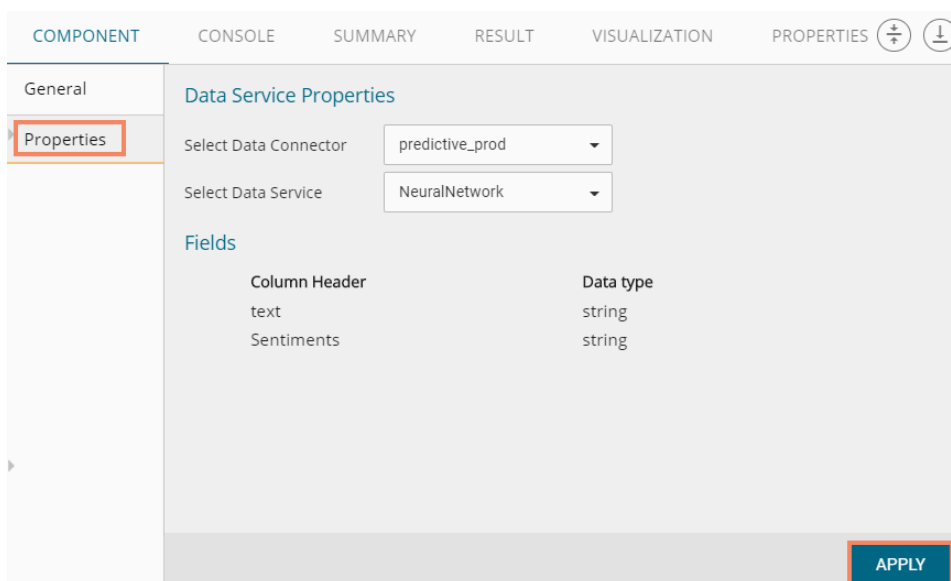 COMPONENT CONSOLE SUMMARY RESULT VISUALIZATION PROPERTIES
General
Properties
Data Service Properties
Select Data Connector predictive_prod
Select Data Service NeuralNetwork
Fields
Column Header Data type
text string
Sentiments string
APPLY